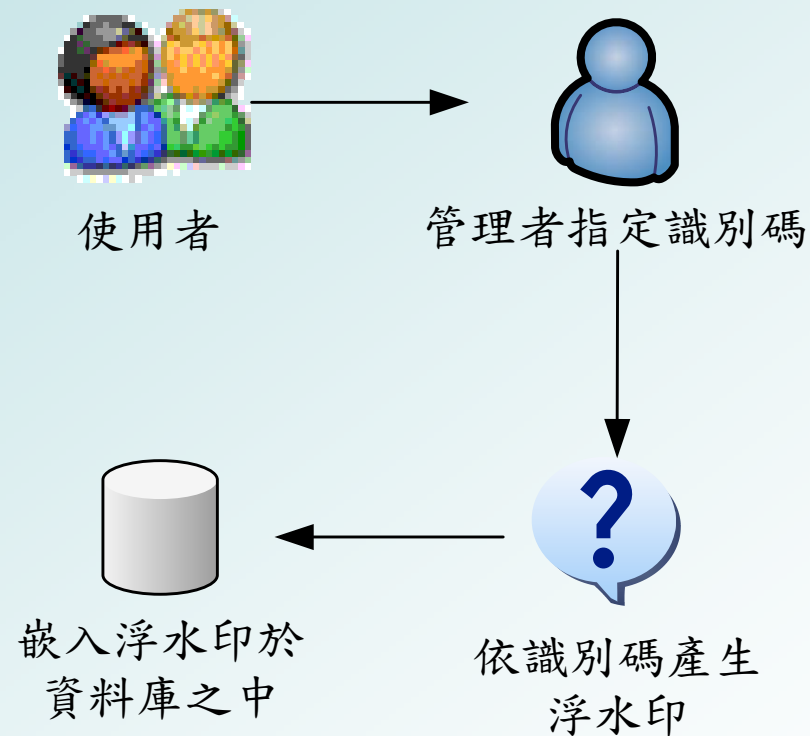 使用者
管理者指定識別碼
嵌入浮水印於
資料庫之中
依識別碼產生
浮水印